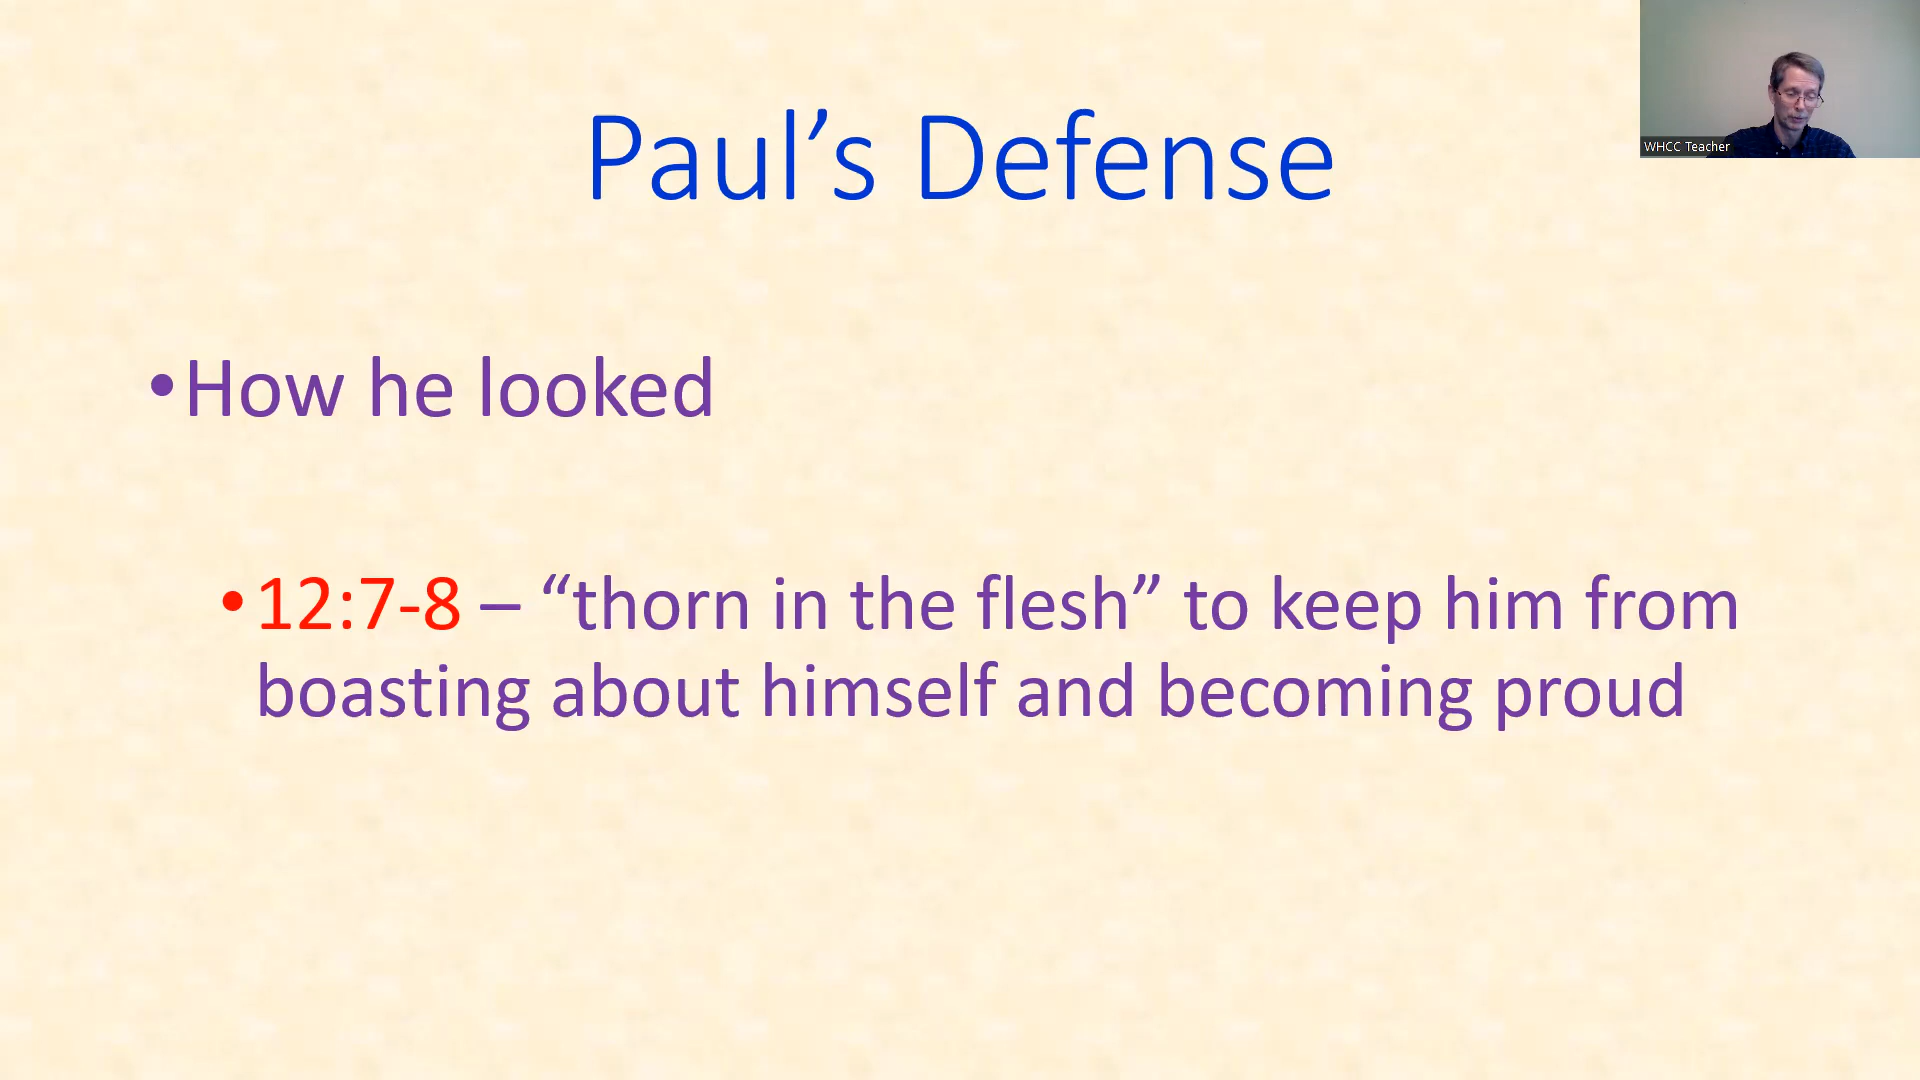 Paul’s Defense
WHCC Teacher
•How he looked
•12:7-8 – “thorn in the flesh” to keep him from
boasting about himself and becoming proud